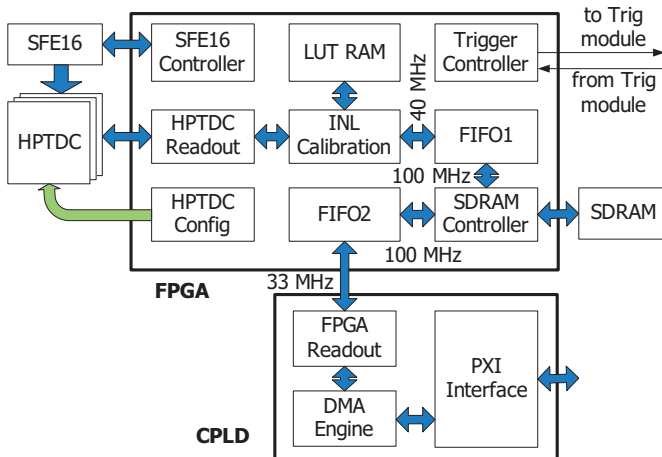 SFE16
SFE16
Controller
LUT RAM
Trigger
Controller
to Trig
module
from Trig
module
40 MHz
HPTDC
HPTDC
Readout
INL
Calibration
FIFO1
100 MHz
HPTDC
Config
FIFO2
SDRAM
Controller
SDRAM
100 MHz
FPGA
33 MHz
FPGA
Readout
PXI
Interface
DMA
Engine
CPLD